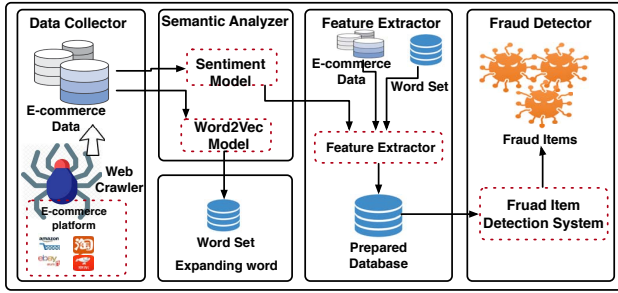 Data Collector
E-commerce
Data
Web
Crawler
E-commerce
platform
amazon
ebay
Semantic Analyzer
Sentiment
Model
Word2Vec
Model
Word Set
Expanding word
Feature Extractor
E-commerce
Data
Word Set
Feature Extractor
Prepared
Database
Fraud Detector
Fraud Items
Fruad Item
Detection System